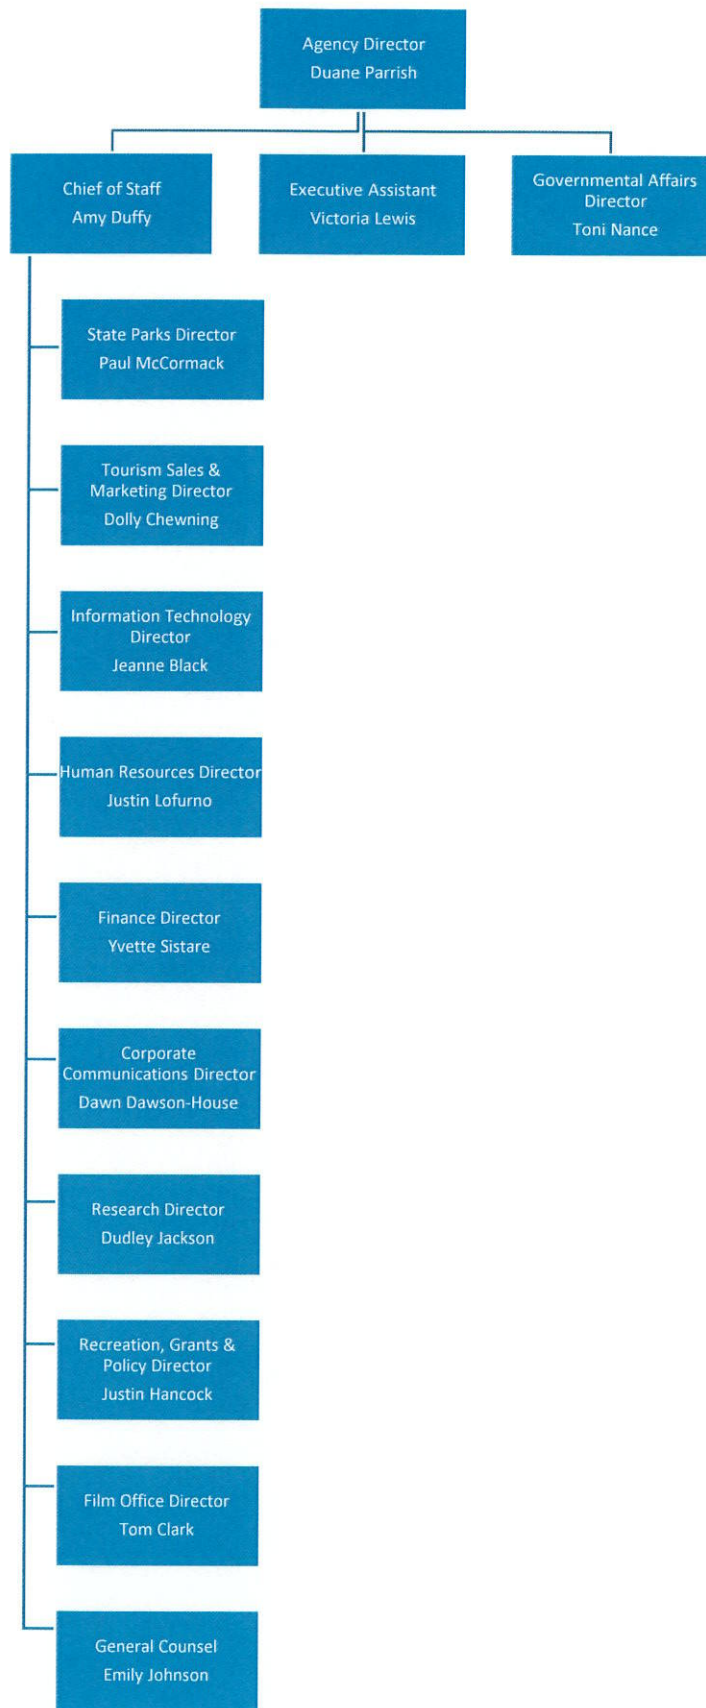 Agency Director
Duane Parrish
Chief of Staff
Amy Duffy
Executive Assistant
Victoria Lewis
Governmental Affairs
Director
Toni Nance
State Parks Director
Paul McCormack
Tourism Sales &
Marketing Director
Dolly Chewning
Information Technology
Director
Jeanne Black
Human Resources Director
Justin Lofurno
Finance Director
Yvette Sistare
Corporate
Communications Director
Dawn Dawson-House
Research Director
Dudley Jackson
Recreation, Grants &
Policy Director
Justin Hancock
Film Office Director
Tom Clark
General Counsel
Emily Johnson